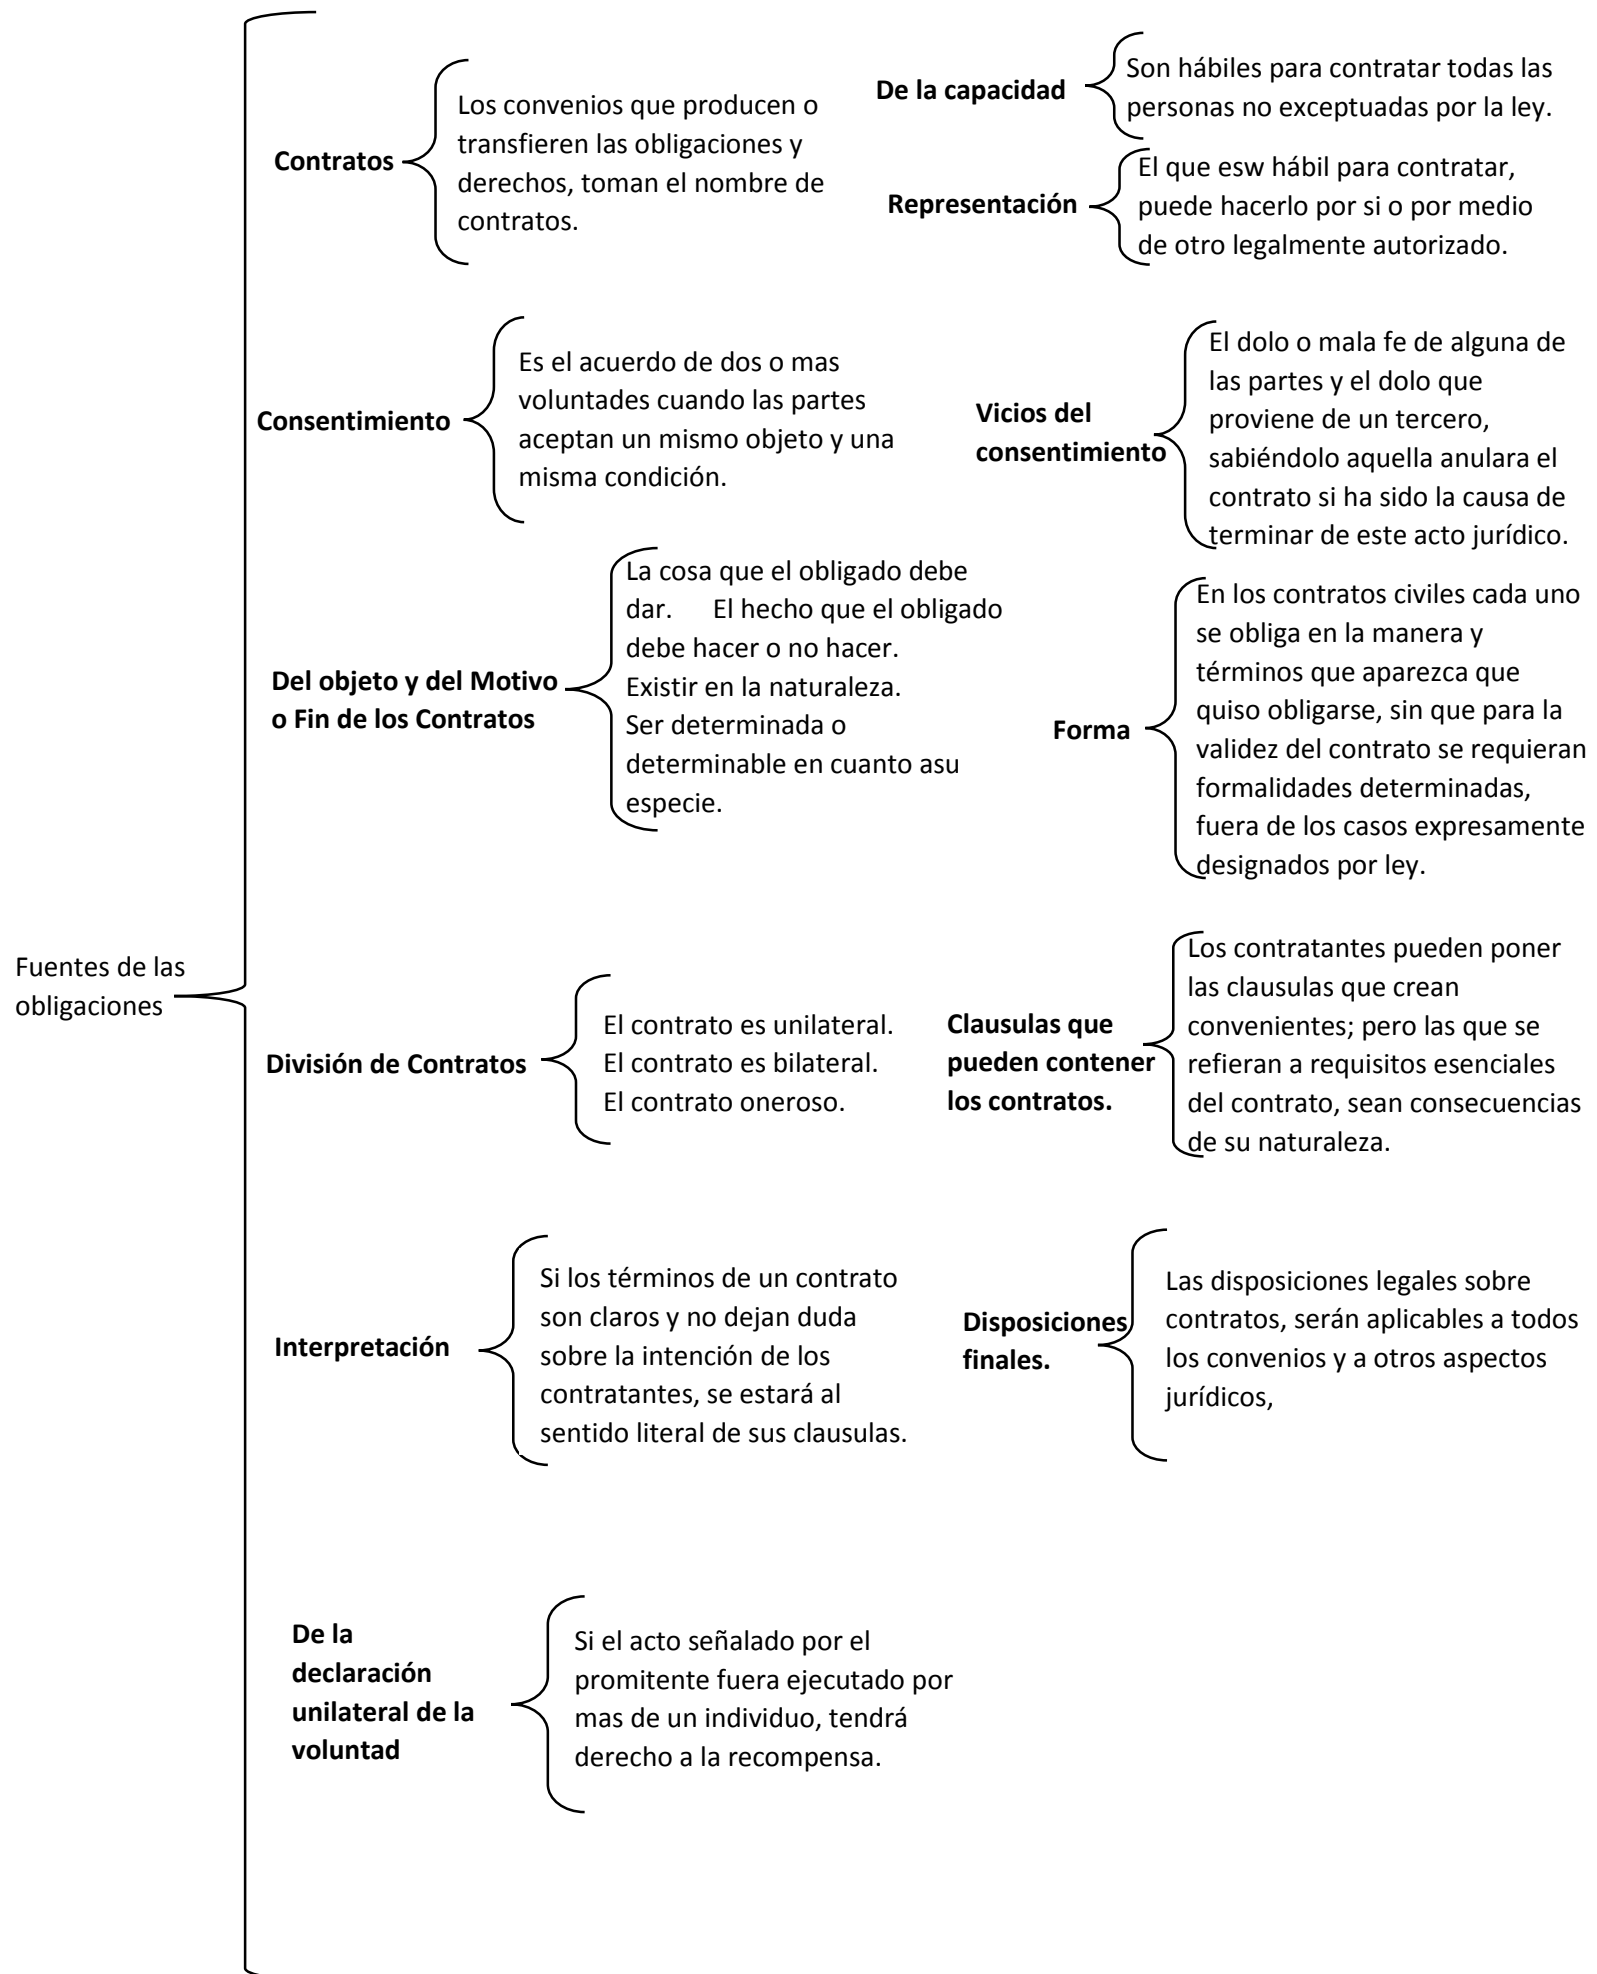 Fuentes de las
obligaciones
Contratos
Los convenios que producen o
transfieren las obligaciones y
derechos, toman el nombre de
contratos.
De la capacidad
Son hábiles para contratar todas las
personas no exceptuadas por la ley.
Representación
El que esw hábil para contratar,
puede hacerlo por si o por medio
de otro legalmente autorizado.
Consentimiento
Es el acuerdo de dos o mas
voluntades cuando las partes
aceptan un mismo objeto y una
misma condición.
Vicios del
consentimiento
El dolo o mala fe de alguna de
las partes y el dolo que
proviene de un tercero,
sabiéndolo aquella anulara el
contrato si ha sido la causa de
terminar de este acto jurídico.
Del objeto y del Motivo
o Fin de los Contratos
La cosa que el obligado debe
dar. El hecho que el obligado
debe hacer o no hacer.
Existir en la naturaleza.
Ser determinada o
determinable en cuanto asu
especie.
Forma
En los contratos civiles cada uno
se obliga en la manera y
términos que aparezca que
quiso obligarse, sin que para la
validez del contrato se requieran
formalidades determinadas,
fuera de los casos expresamente
designados por ley.
División de Contratos
El contrato es unilateral.
El contrato es bilateral.
El contrato oneroso.
Clausulas que
pueden contener
los contratos.
Los contratantes pueden poner
las clausulas que crean
convenientes; pero las que se
refieran a requisitos esenciales
del contrato, sean consecuencias
de su naturaleza.
Interpretación
Si los términos de un contrato
son claros y no dejan duda
sobre la intención de los
contratantes, se estará al
sentido literal de sus clausulas.
Disposiciones
finales.
Las disposiciones legales sobre
contratos, serán aplicables a todos
los convenios y a otros aspectos
jurídicos,
De la
declaración
unilateral de la
voluntad
Si el acto señalado por el
promitente fuera ejecutado por
mas de un individuo, tendrá
derecho a la recompensa.